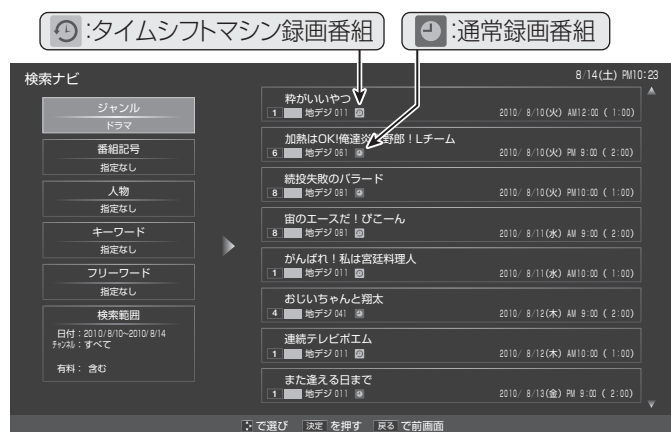 :タイムシフトマシン録画番組
:通常録画番組
検索ナビ
8/14(土) PM10:23
ジャンル
ドラマ
番組記号
指定なし
人物
指定なし
キーワード
指定なし
フリーワード
指定なし
検索範囲
日付：2010/8/10~2010/8/14
ﾁｬﾝﾈﾙ：すべて
有料： 含む
粋がいいやつ
1 地デジ 011 2010/ 8/10(火) AM12:00 ( 1:00)
加熱はOK!俺達 野郎！Lチーム
6 地デジ 061 2010/ 8/10(火) PM 9:00 ( 2:00)
続投失敗のバラード
8 地デジ 081 2010/ 8/10(火) PM10:00 ( 1:00)
宙のエースだ！ぴこーん
8 地デジ 081 2010/ 8/11(水) AM 9:00 ( 2:00)
がんばれ！私は宮廷料理人
1 地デジ 011 2010/ 8/11(水) AM10:00 ( 1:00)
おじいちゃんと翔太
4 地デジ 041 2010/ 8/12(木) AM 9:00 ( 2:00)
連続テレビポエム
1 地デジ 011 2010/ 8/12(木) AM10:00 ( 1:00)
また逢える日まで
1 地デジ 011 2010/ 8/13(金) PM 9:00 ( 2:00)
で選び 決定 を押す 戻る で前画面